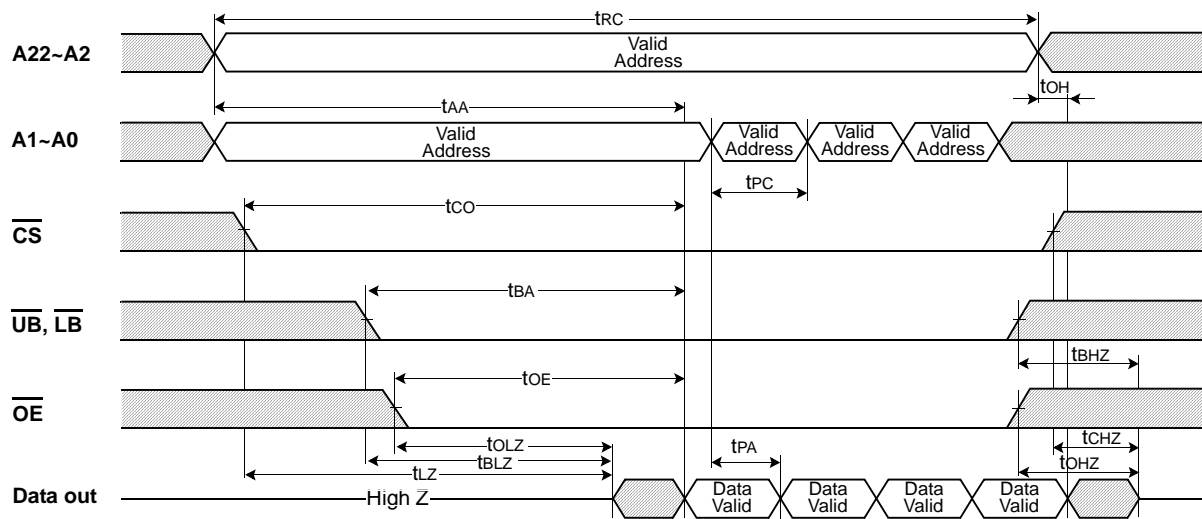 tRC
A22~A2
Valid
Address
tOH
tAA
A1~A0
Valid
Address
Valid
Address
Valid
Address
Valid
Address
tPC
tCO
CS
tBA
UB, LB
tBHZ
tOE
OE
tOLZ
tPA
tCHZ
tBLZ
tOHZ
tLZ
Data out
High Z
Data
Valid
Data
Valid
Data
Valid
Data
Valid